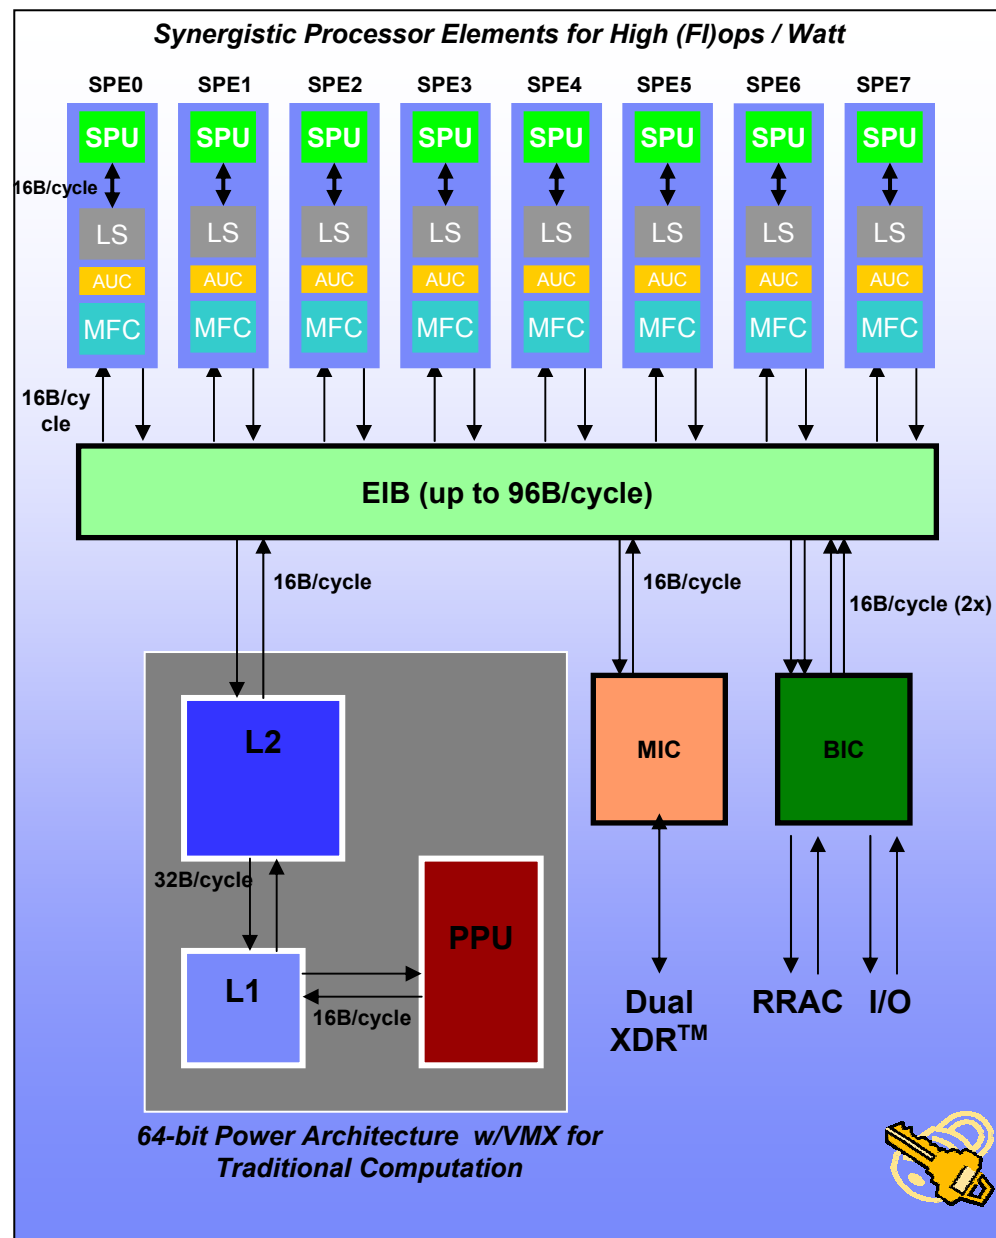 Synergistic Processor Elements for High (Fl)ops / Watt
SPE0 SPE1 SPE2 SPE3 SPE4 SPE5 SPE6 SPE7
SPU SPU SPU SPU SPU SPU SPU SPU
16B/cycle
LS LS LS LS LS LS LS LS
AUC AUC AUC AUC AUC AUC AUC AUC
MFC MFC MFC MFC MFC MFC MFC MFC
16B/cy
cle
EIB (up to 96B/cycle)
16B/cycle 16B/cycle 16B/cycle (2x)
L2
MIC BIC
32B/cycle
PPU
L1
16B/cycle
Dual
XDR™
RRAC I/O
64-bit Power Architecture w/VMX for
Traditional Computation